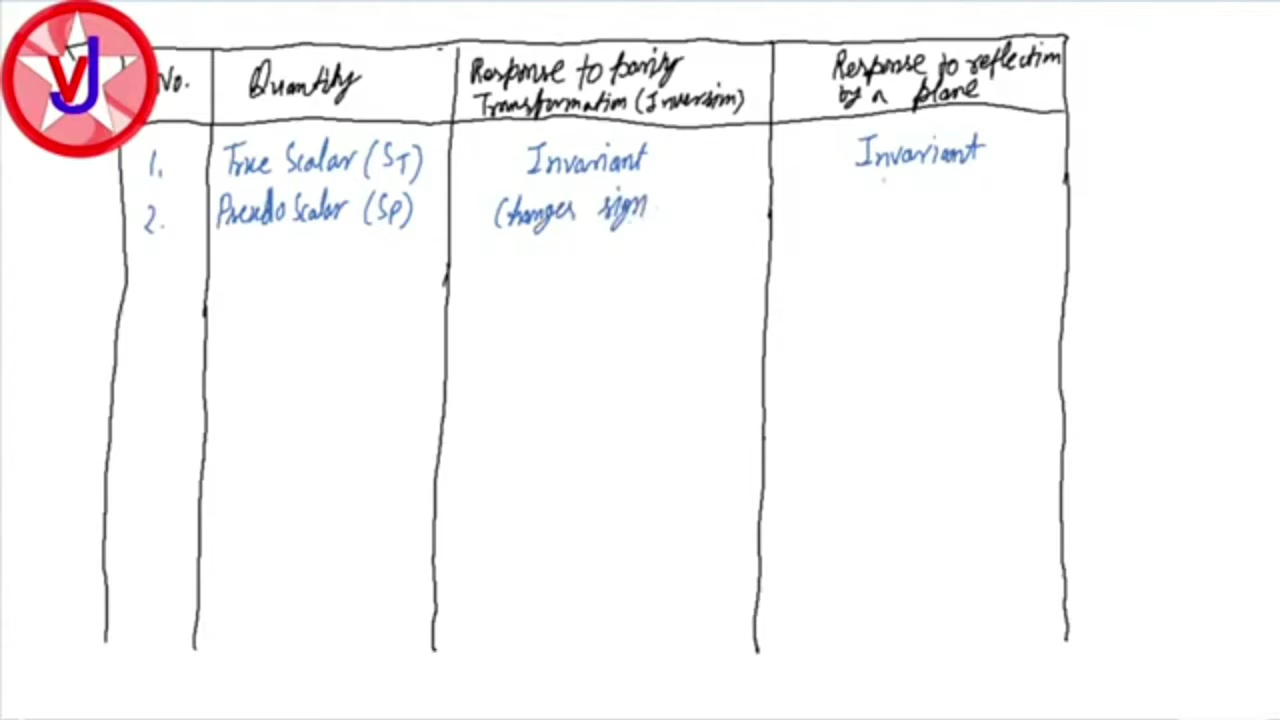 VJ
No. Quantity Response to parity Transformation (Inversion) Response to reflection by a plane
1. True Scalar (ST) Invariant Invariant
2. Pseudo Scalar (SP) Changes sign